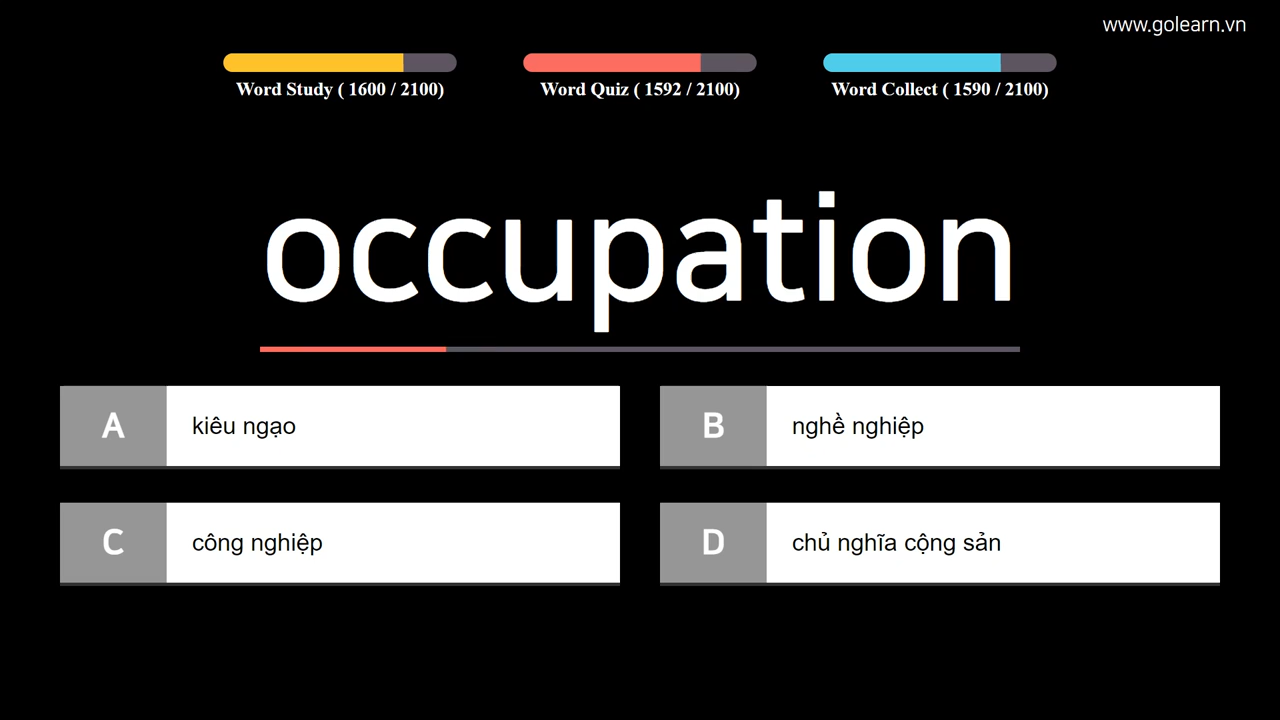 www.golearn.vn
Word Study ( 1600 / 2100)
Word Quiz ( 1592 / 2100)
Word Collect ( 1590 / 2100)
occupation
A kiêu ngạo
B nghề nghiệp
C công nghiệp
D chủ nghĩa cộng sản